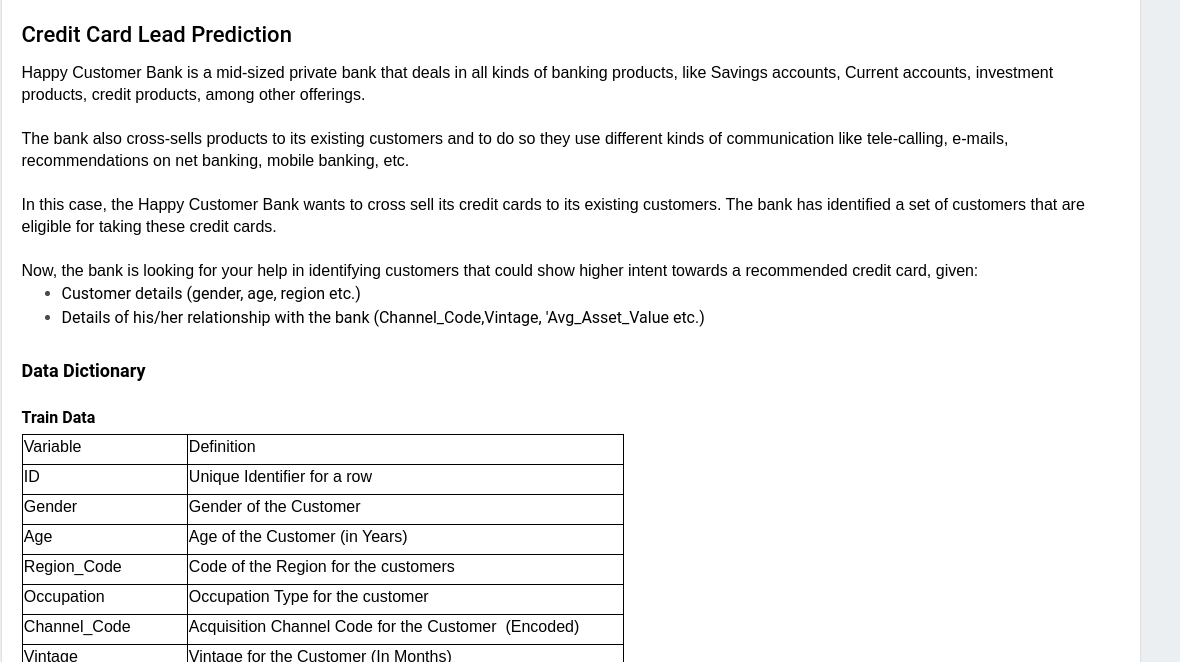 Credit Card Lead Prediction
Happy Customer Bank is a mid-sized private bank that deals in all kinds of banking products, like Savings accounts, Current accounts, investment
products, credit products, among other offerings.
The bank also cross-sells products to its existing customers and to do so they use different kinds of communication like tele-calling, e-mails,
recommendations on net banking, mobile banking, etc.
In this case, the Happy Customer Bank wants to cross sell its credit cards to its existing customers. The bank has identified a set of customers that are
eligible for taking these credit cards.
Now, the bank is looking for your help in identifying customers that could show higher intent towards a recommended credit card, given:
• Customer details (gender, age, region etc.)
• Details of his/her relationship with the bank (Channel_Code,Vintage, 'Avg_Asset_Value etc.)
Data Dictionary
Train Data
Variable Definition
ID Unique Identifier for a row
Gender Gender of the Customer
Age Age of the Customer (in Years)
Region_Code Code of the Region for the customers
Occupation Occupation Type for the customer
Channel_Code Acquisition Channel Code for the Customer  (Encoded)
Vintage Vintage for the Customer (In Months)